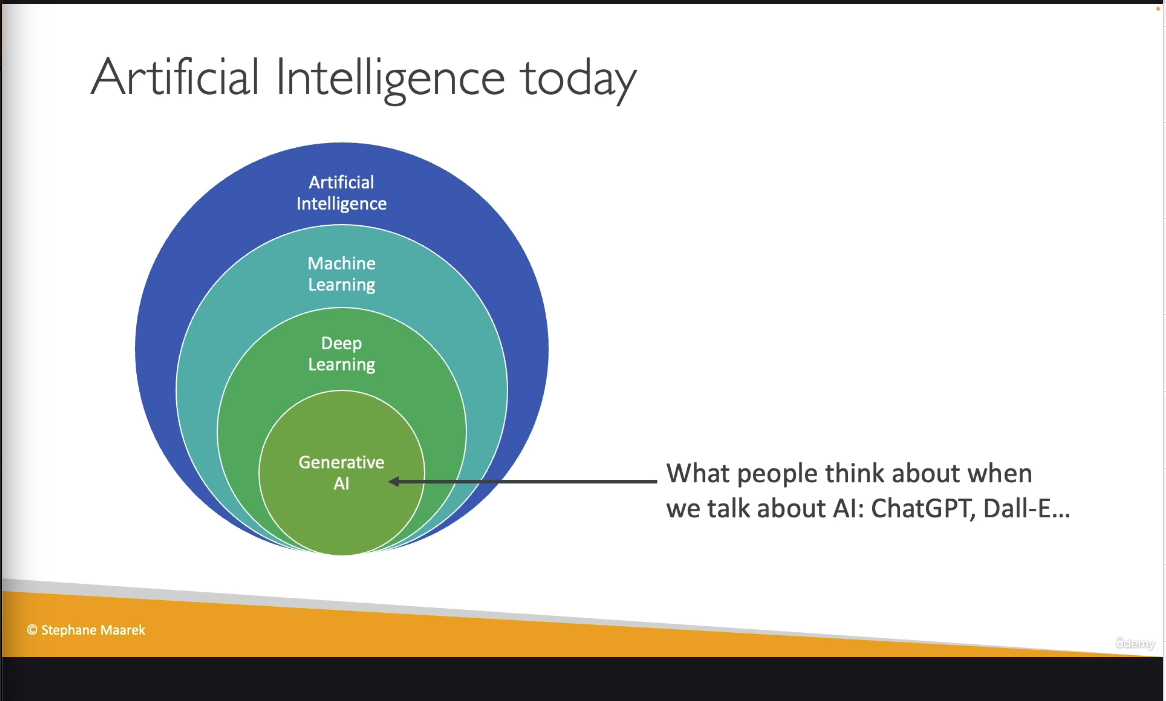 Artificial Intelligence today
Artificial
Intelligence
Machine
Learning
Deep
Learning
Generative
AI
What people think about when
we talk about AI: ChatGPT, Dall-E...
© Stephane Maarek
ûdemy